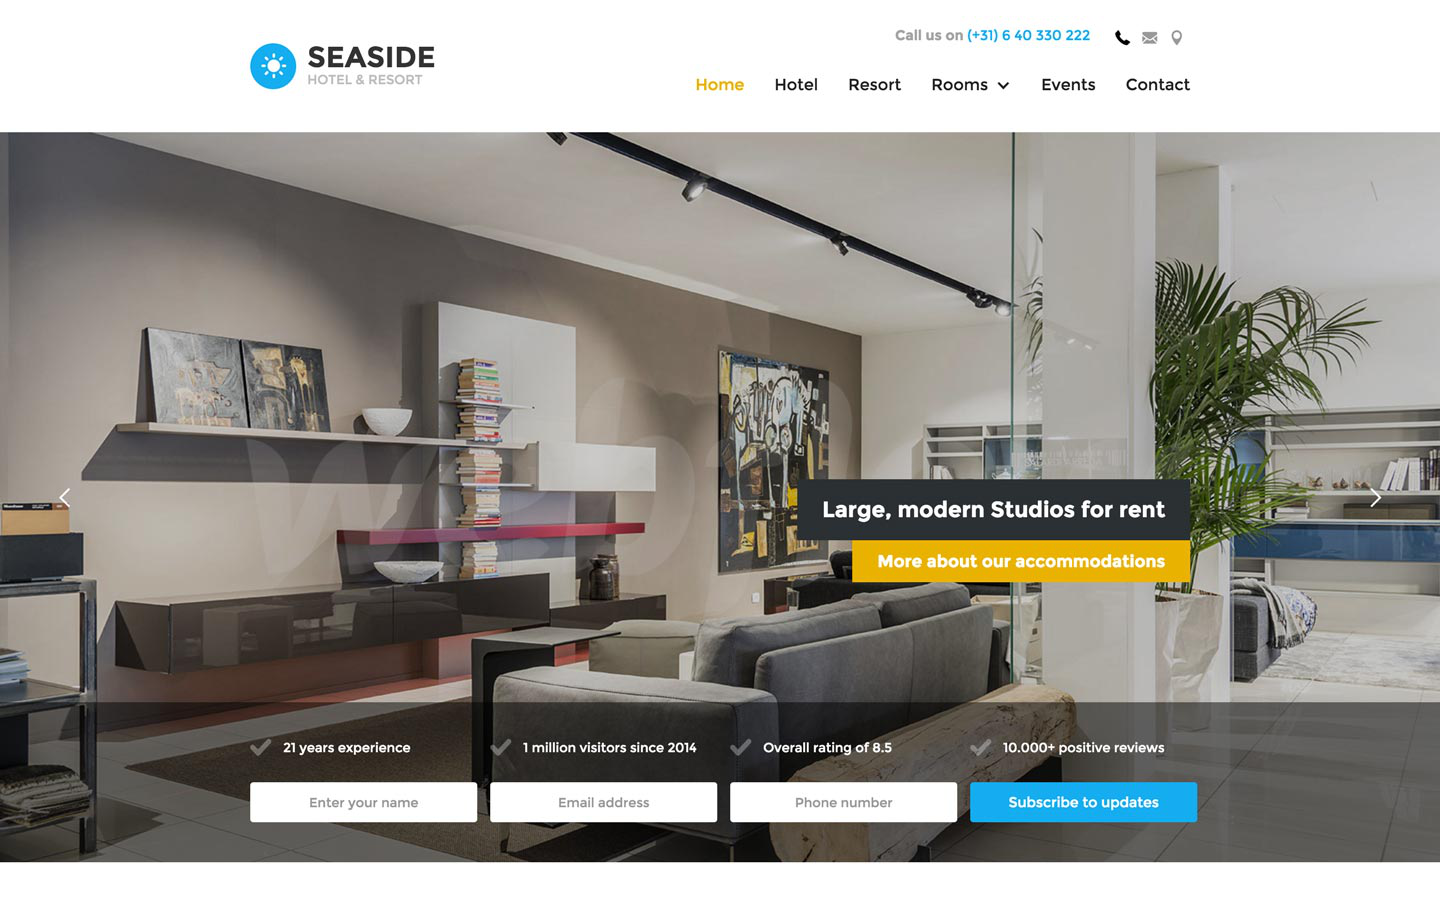 SEASIDE
HOTEL & RESORT
Call us on (+31) 6 40 330 222
Home Hotel Resort Rooms Events Contact
Large, modern Studios for rent
More about our accommodations
21 years experience 1 million visitors since 2014 Overall rating of 8.5 10.000+ positive reviews
Enter your name Email address Phone number Subscribe to updates